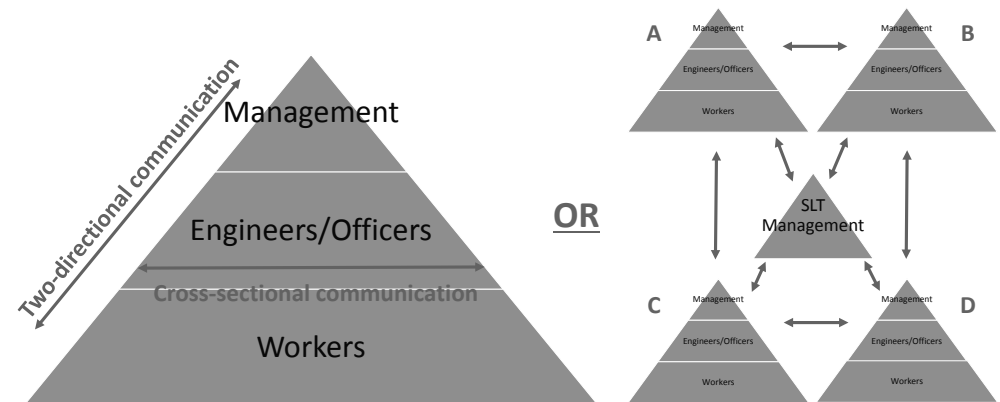 Two-directional communication
Management
Engineers/Officers
Cross-sectional communication
Workers
OR
A
Management
Engineers/Officers
Workers
B
Management
Engineers/Officers
Workers
SLT
Management
C
Management
Engineers/Officers
Workers
D
Management
Engineers/Officers
Workers